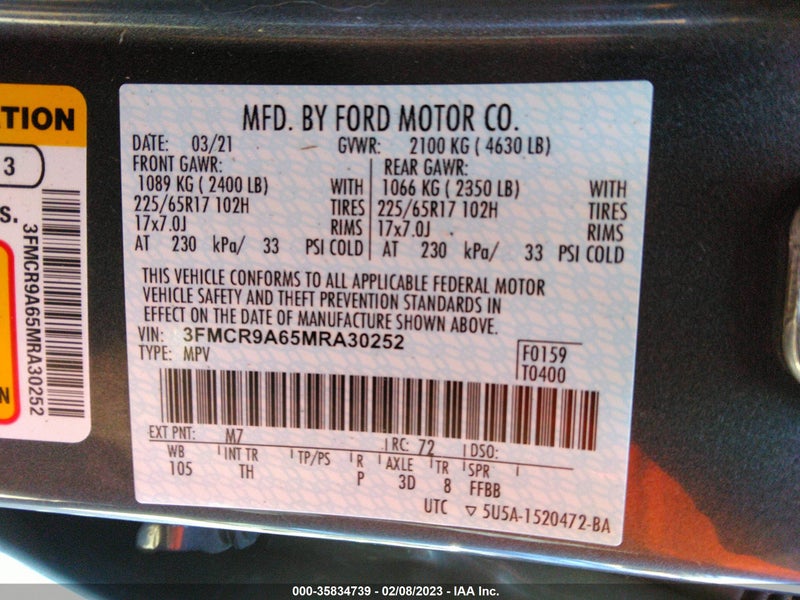 TION
3
S.
3FMCR9A65MRA30252
N
MFD. BY FORD MOTOR CO.
DATE: 03/21 GVWR: 2100 KG ( 4630 LB)
FRONT GAWR: REAR GAWR:
1089 KG ( 2400 LB) WITH 1066 KG ( 2350 LB) WITH
225/65R17 102H TIRES 225/65R17 102H TIRES
17x7.0J RIMS 17x7.0J RIMS
AT 230 kPa/ 33 PSI COLD AT 230 kPa/ 33 PSI COLD
THIS VEHICLE CONFORMS TO ALL APPLICABLE FEDERAL MOTOR
VEHICLE SAFETY AND THEFT PREVENTION STANDARDS IN
EFFECT ON THE DATE OF MANUFACTURE SHOWN ABOVE.
VIN: 3FMCR9A65MRA30252
TYPE: MPV
F0159
T0400
EXT PNT: M7 RC: 72 DSO:
WB INT TR TP/PS R AXLE TR SPR
105 TH P 3D 8 FFBB
UTC ▽ 5U5A-1520472-BA
000-35834739 - 02/08/2023 - IAA Inc.